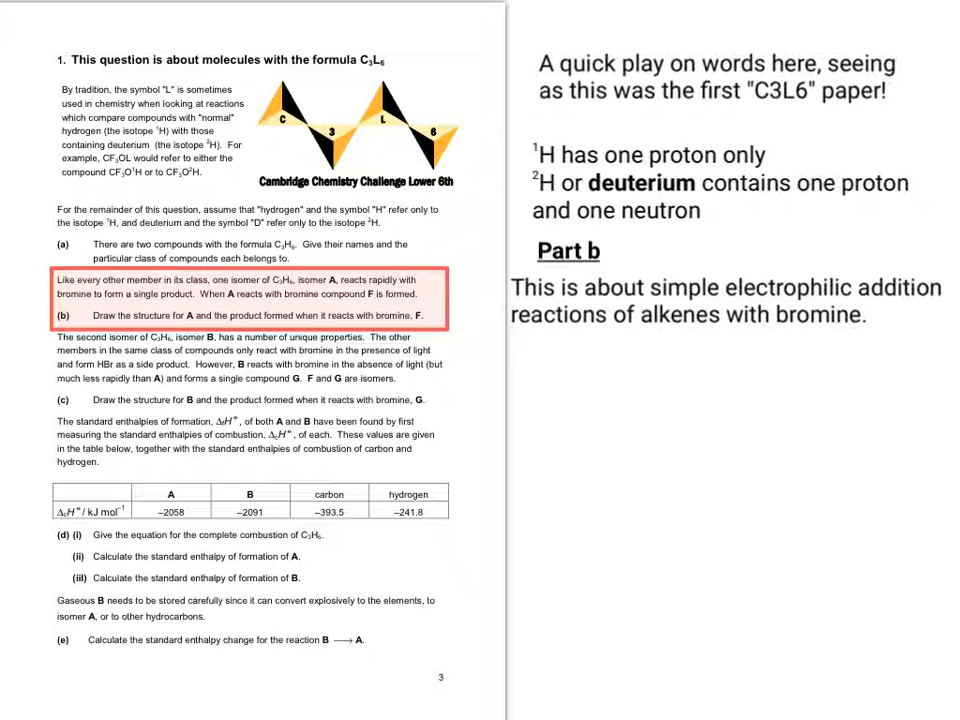 1. This question is about molecules with the formula C₃L₆
By tradition, the symbol "L" is sometimes
used in chemistry when looking at reactions
which compare compounds with "normal"
hydrogen (the isotope ¹H) with those
containing deuterium (the isotope ²H). For
example, CF₃OL would refer to either the
compound CF₃O¹H or to CF₃O²H.
C 3 L 6
Cambridge Chemistry Challenge Lower 6th
For the remainder of this question, assume that "hydrogen" and the symbol "H" refer only to
the isotope ¹H, and deuterium and the symbol "D" refer only to the isotope ²H.
(a) There are two compounds with the formula C₃H₆. Give their names and the
particular class of compounds each belongs to.
Like every other member in its class, one isomer of C₃H₆, isomer A, reacts rapidly with
bromine to form a single product. When A reacts with bromine compound F is formed.
(b) Draw the structure for A and the product formed when it reacts with bromine, F.
The second isomer of C₃H₆, isomer B, has a number of unique properties. The other
members in the same class of compounds only react with bromine in the presence of light
and form HBr as a side product. However, B reacts with bromine in the absence of light (but
much less rapidly than A) and forms a single compound G. F and G are isomers.
(c) Draw the structure for B and the product formed when it reacts with bromine, G.
The standard enthalpies of formation, ΔfH°, of both A and B have been found by first
measuring the standard enthalpies of combustion, ΔcH°, of each. These values are given
in the table below, together with the standard enthalpies of combustion of carbon and
hydrogen.
A B carbon hydrogen
ΔcH° / kJ mol⁻¹ –2058 –2091 –393.5 –241.8
(d) (i) Give the equation for the complete combustion of C₃H₆.
(ii) Calculate the standard enthalpy of formation of A.
(iii) Calculate the standard enthalpy of formation of B.
Gaseous B needs to be stored carefully since it can convert explosively to the elements, to
isomer A, or to other hydrocarbons.
(e) Calculate the standard enthalpy change for the reaction B ⟶ A.
3
A quick play on words here, seeing
as this was the first "C3L6" paper!
¹H has one proton only
²H or deuterium contains one proton
and one neutron
Part b
This is about simple electrophilic addition
reactions of alkenes with bromine.